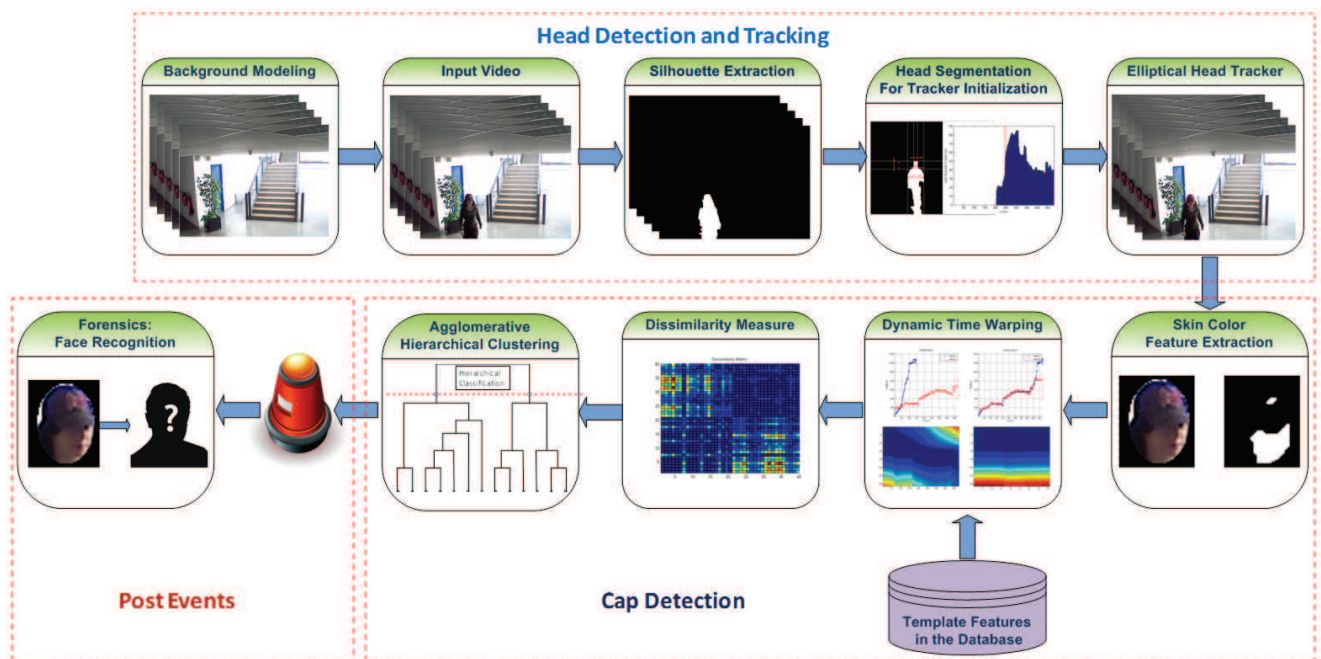 Head Detection and Tracking
Background Modeling
Input Video
Silhouette Extraction
Head Segmentation
For Tracker Initialization
Elliptical Head Tracker
Forensics:
Face Recognition
Agglomerative
Hierarchical Clustering
Dissimilarity Measure
Dynamic Time Warping
Skin Color
Feature Extraction
Hierarchical
Classification
?
Post Events
Cap Detection
Template Features
in the Database